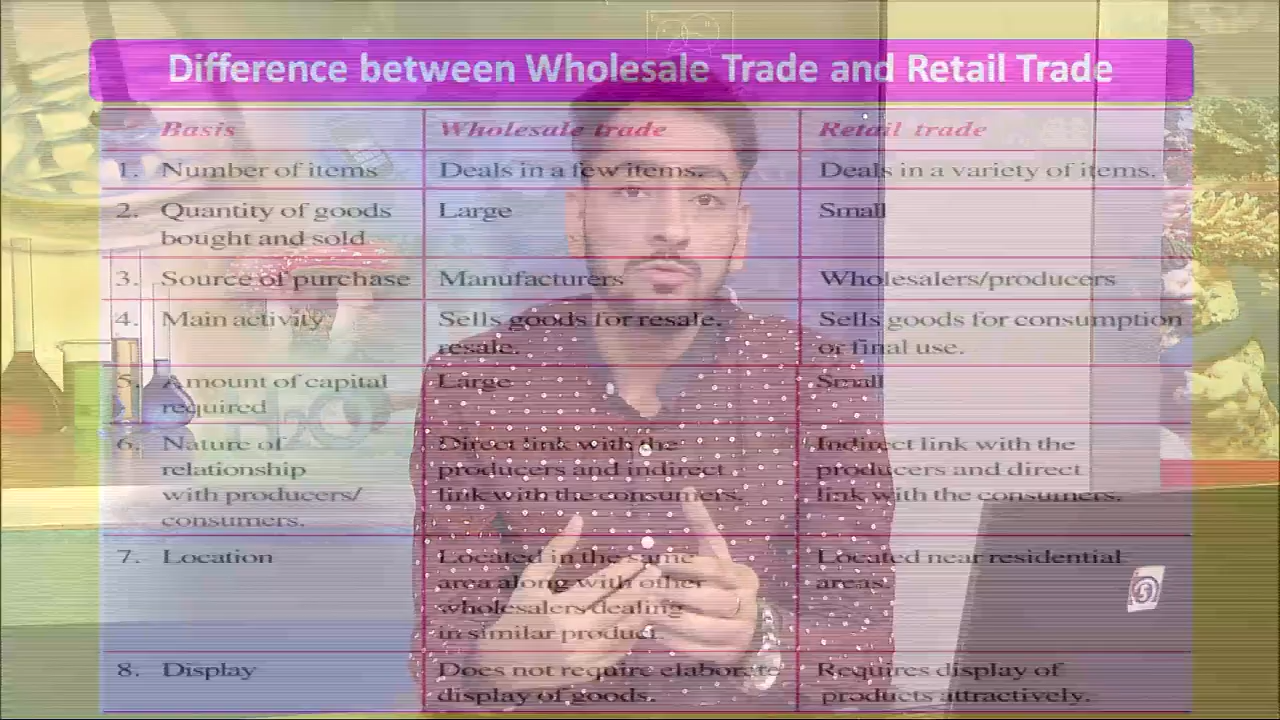 Difference between Wholesale Trade and Retail Trade
Basis Wholesale trade Retail trade
1. Number of items Deals in a few items. Deals in a variety of items.
2. Quantity of goods Large Small
bought and sold
3. Source of purchase Manufacturers Wholesalers/producers
4. Main activity Sells goods for resale. Sells goods for consumption
resale. or final use.
5. Amount of capital Large Small
required
6. Nature of Direct link with the Indirect link with the
relationship producers and indirect producers and direct
with producers/ link with the consumers. link with the consumers.
consumers.
7. Location Located in the same Located near residential
area along with other areas.
wholesalers dealing
in similar product.
8. Display Does not require elaborate Requires display of
display of goods. products attractively.
H2O